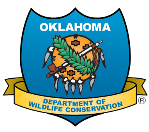 OKLAHOMA
DEPARTMENT OF
WILDLIFE CONSERVATION
®